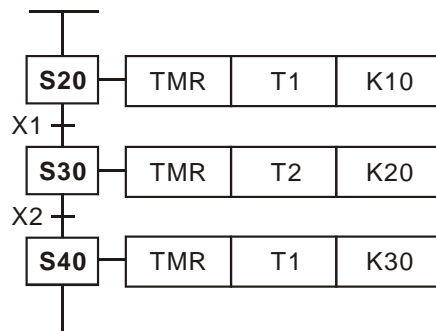 S20 TMR T1 K10
X1
S30 TMR T2 K20
X2
S40 TMR T1 K30